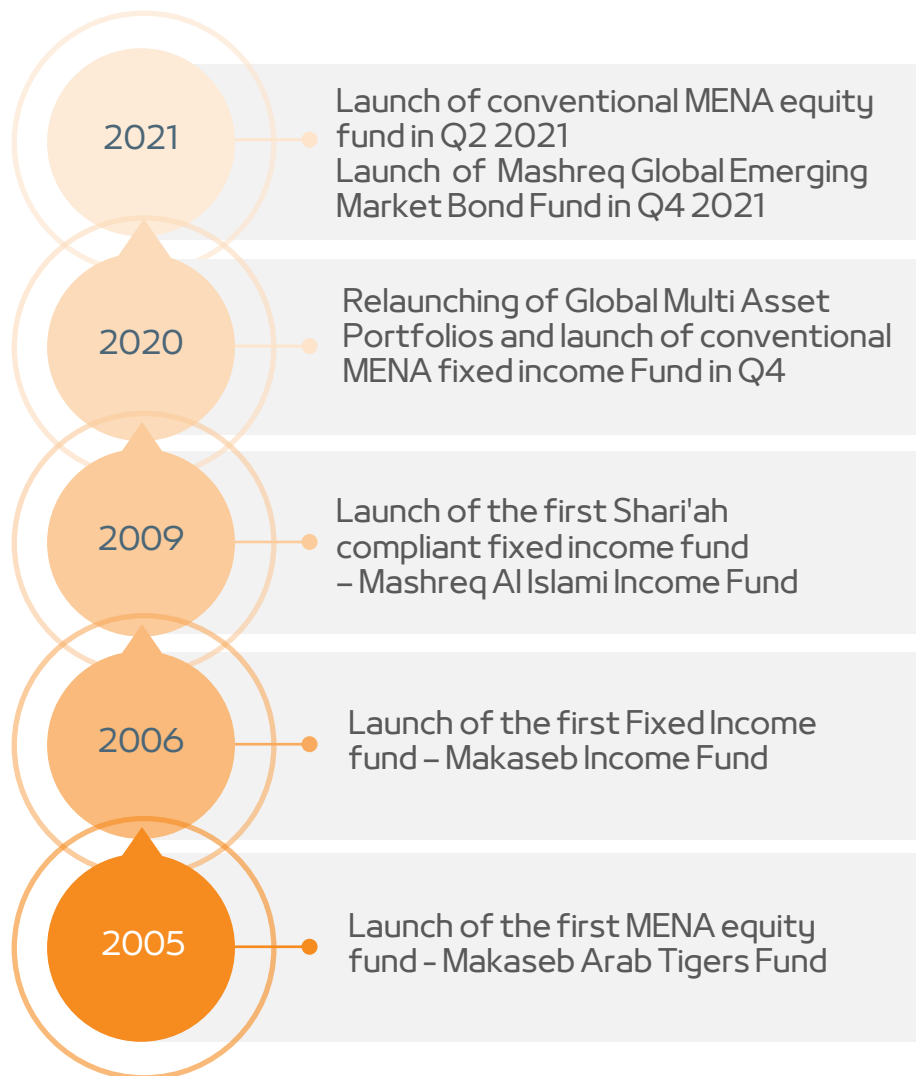 2021
Launch of conventional MENA equity
fund in Q2 2021
Launch of Mashreq Global Emerging
Market Bond Fund in Q4 2021
2020
Relaunching of Global Multi Asset
Portfolios and launch of conventional
MENA fixed income Fund in Q4
2009
Launch of the first Shari'ah
compliant fixed income fund
– Mashreq Al Islami Income Fund
2006
Launch of the first Fixed Income
fund – Makaseb Income Fund
2005
Launch of the first MENA equity
fund - Makaseb Arab Tigers Fund